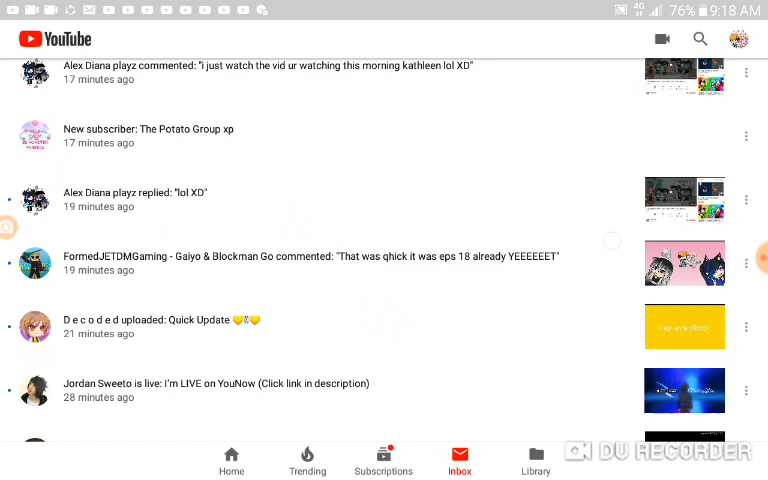 4G 76% 9:18 AM
YouTube
Alex Diana playz commented: "i just watch the vid ur watching this morning kathleen lol XD"
17 minutes ago
New subscriber: The Potato Group xp
17 minutes ago
Alex Diana playz replied: "lol XD"
19 minutes ago
FormedJETDMGaming - Gaiyo & Blockman Go commented: "That was qhick it was eps 18 already YEEEEEET"
19 minutes ago
D e c o d e d uploaded: Quick Update 💛💛
Hey everybody.
21 minutes ago
Jordan Sweeto is live: I'm LIVE on YouNow (Click link in description)
28 minutes ago
Home Trending Subscriptions Inbox Library
DU RECORDER